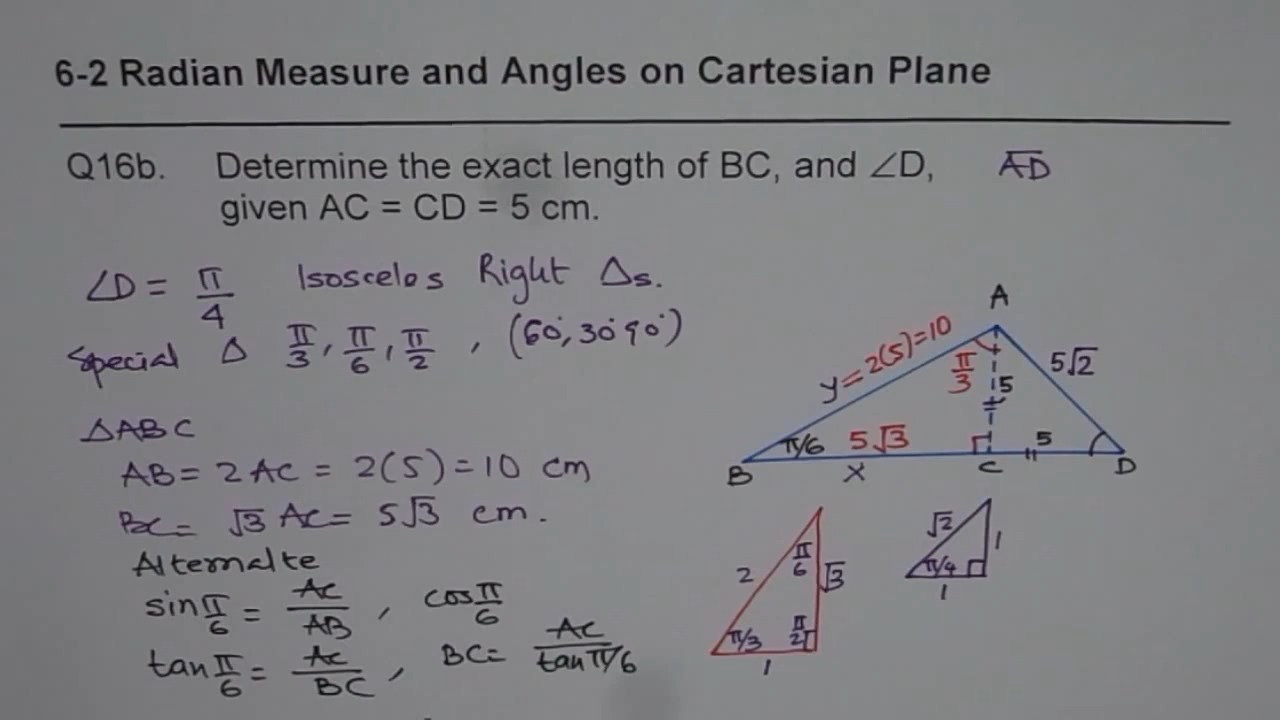 6-2 Radian Measure and Angles on Cartesian Plane
Q16b. Determine the exact length of BC, and ∠D, AD
given AC = CD = 5 cm.
∠D = π/4 Isosceles Right Δs.
Special Δ π/3, π/6, π/2, (60°, 30° 90°)
ΔABC
AB = 2AC = 2(5) = 10 cm
BC = √3 AC = 5√3 cm.
Alternalte
sin π/6 = AC/AB, cos π/6
tan π/6 = AC/BC, BC = AC/tan π/6
A
y = 2(5) = 10
π/3
5
5√2
π/6
5√3
5
B
x
C
D
2
π/6
√3
π/3
π/2
1
√2
1
π/4
1